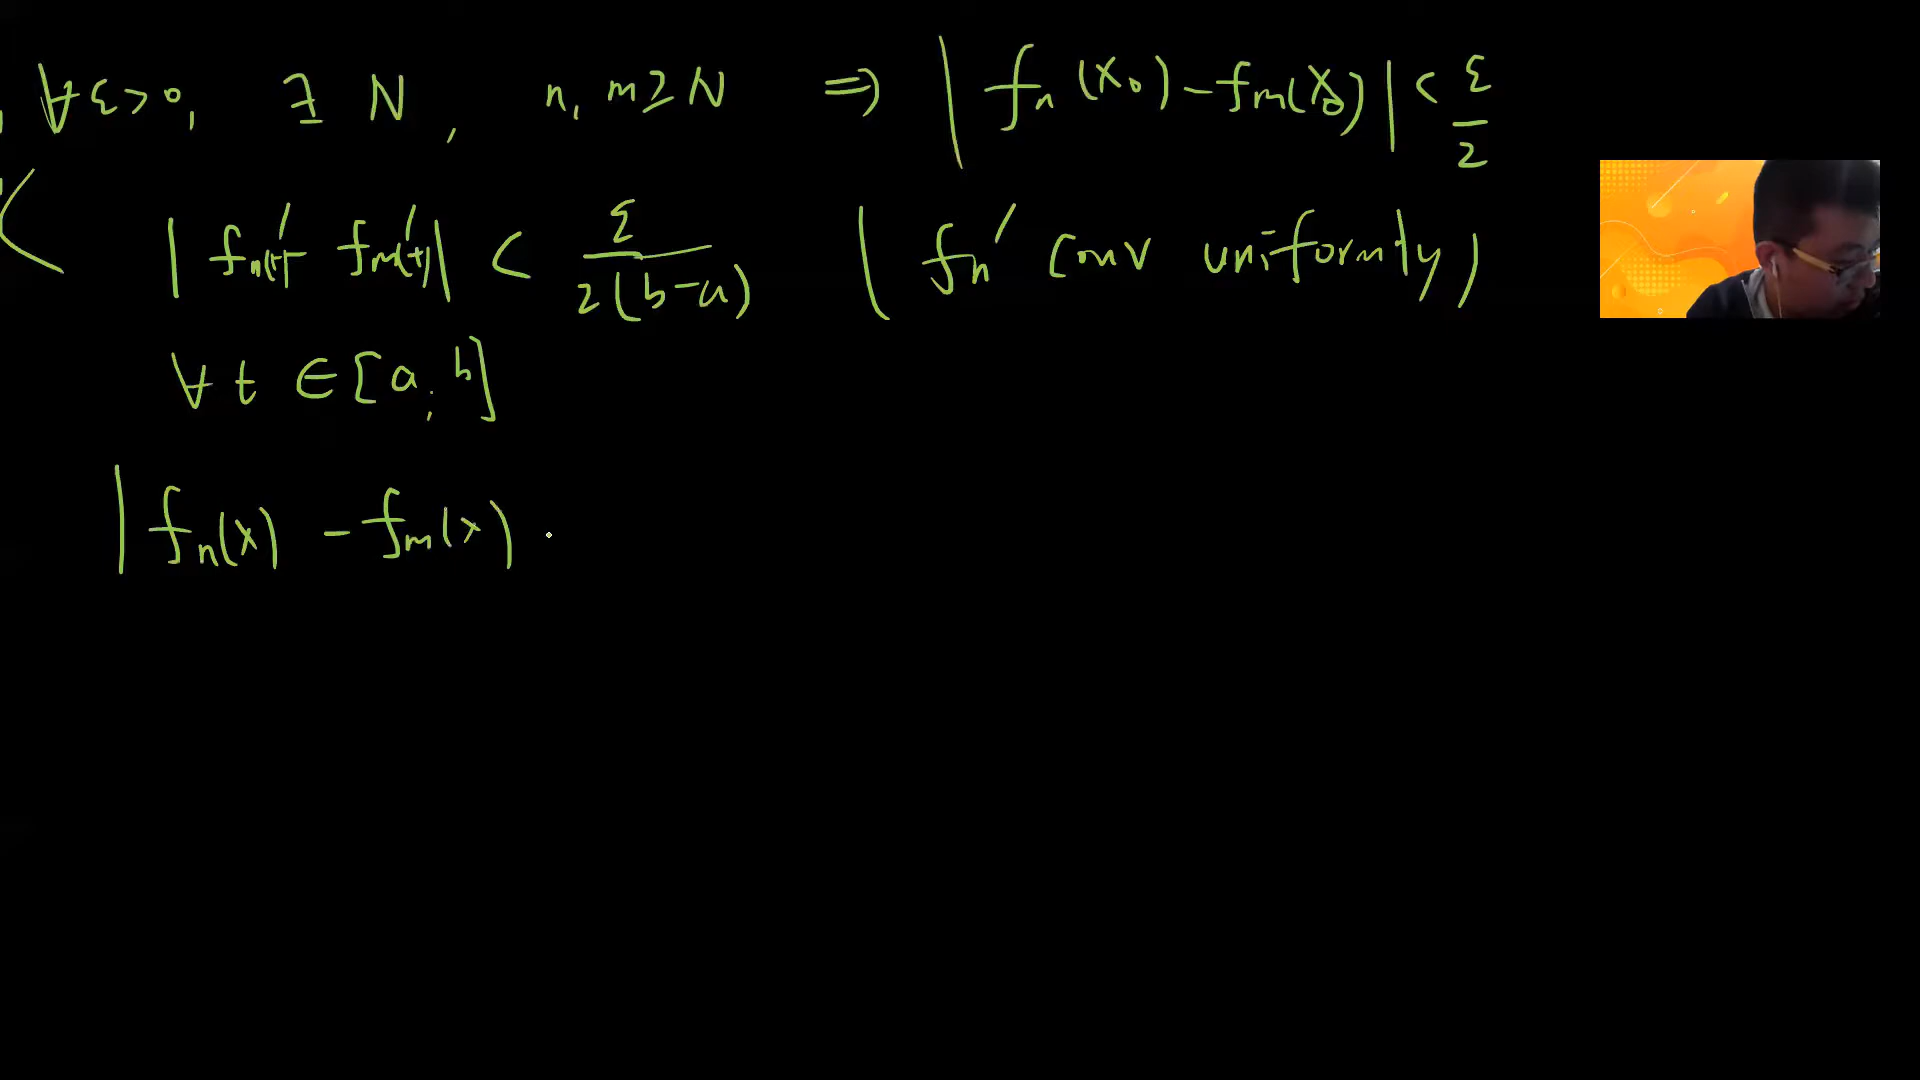 , ∀ε>0, ∃ N, n, m ≥ N ⇒ |fₙ(x₀) - fₘ(x₀)| < ε/2
|fₙ'(t) - fₘ'(t)| < ε/2(b-a) (fₙ' conv uniformly)
∀ t ∈ [a, b]
|fₙ(x) - fₘ(x)